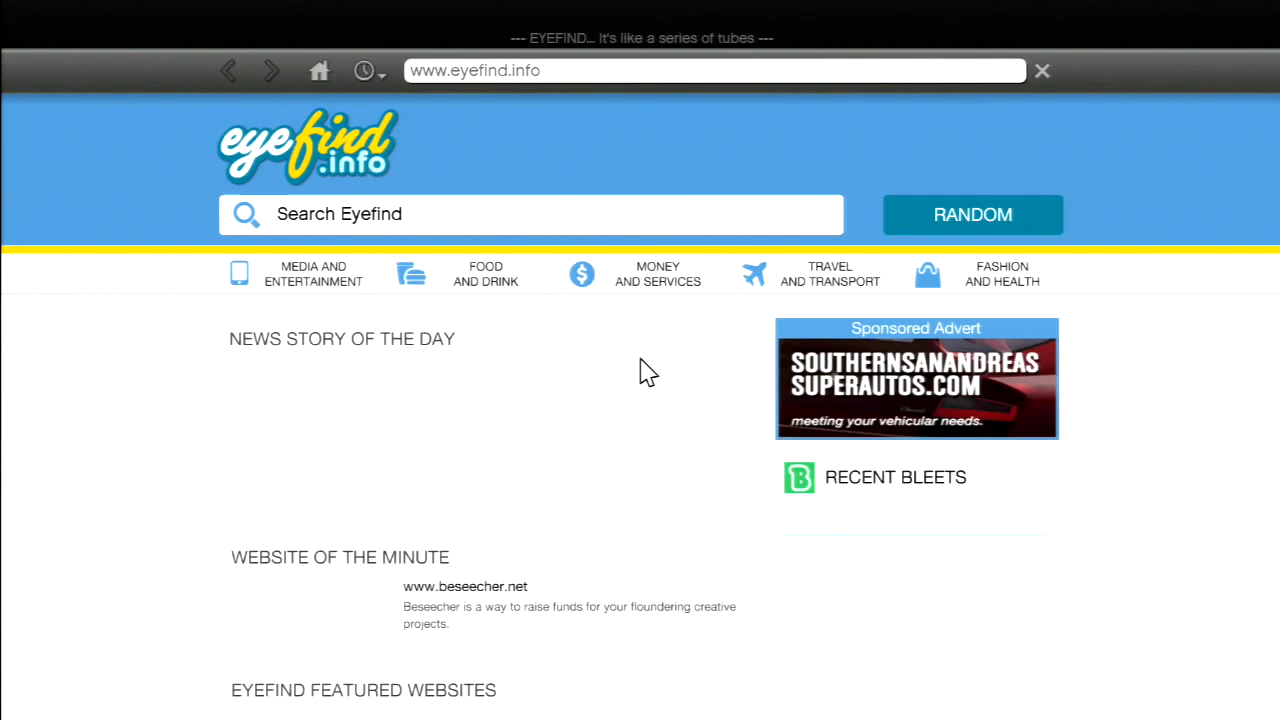 --- EYEFIND... It's like a series of tubes ---
www.eyefind.info
eyefind
.info
Search Eyefind
RANDOM
MEDIA AND
ENTERTAINMENT
FOOD
AND DRINK
MONEY
AND SERVICES
TRAVEL
AND TRANSPORT
FASHION
AND HEALTH
NEWS STORY OF THE DAY
Sponsored Advert
SOUTHERNSANANDREAS
SUPERAUTOS.COM
meeting your vehicular needs.
B RECENT BLEETS
WEBSITE OF THE MINUTE
www.beseecher.net
Beseecher is a way to raise funds for your floundering creative
projects.
EYEFIND FEATURED WEBSITES